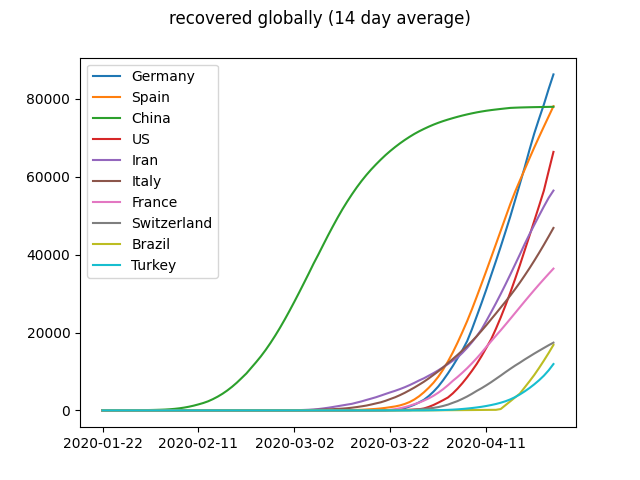 recovered globally (14 day average)
Germany
Spain
China
US
Iran
Italy
France
Switzerland
Brazil
Turkey
80000
60000
40000
20000
0
2020-01-22 2020-02-11 2020-03-02 2020-03-22 2020-04-11